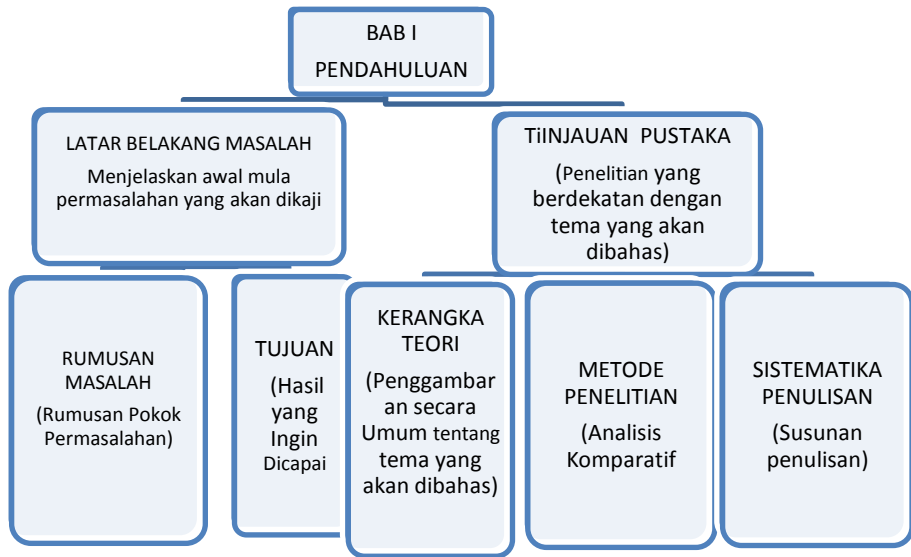 BAB I
PENDAHULUAN
LATAR BELAKANG MASALAH
Menjelaskan awal mula
permasalahan yang akan dikaji
TiINJAUAN PUSTAKA
(Penelitian yang
berdekatan dengan
tema yang akan
dibahas)
RUMUSAN
MASALAH
(Rumusan Pokok
Permasalahan)
TUJUAN
(Hasil
yang
Ingin
Dicapai
KERANGKA
TEORI
(Penggambar
an secara
Umum tentang
tema yang
akan dibahas)
METODE
PENELITIAN
(Analisis
Komparatif
SISTEMATIKA
PENULISAN
(Susunan
penulisan)